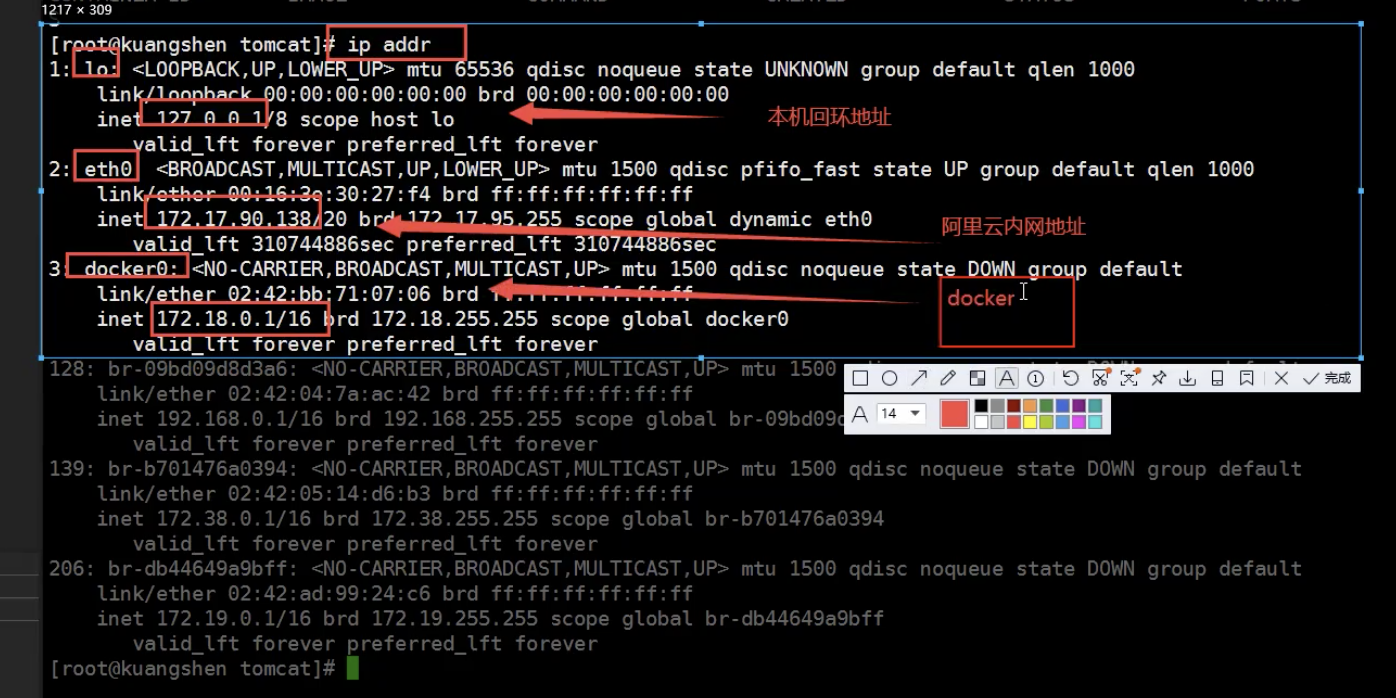 1217 × 309
[root@kuangshen tomcat]# ip addr
1: lo: <LOOPBACK,UP,LOWER_UP> mtu 65536 qdisc noqueue state UNKNOWN group default qlen 1000
link/loopback 00:00:00:00:00:00 brd 00:00:00:00:00:00
inet 127.0.0.1/8 scope host lo
本机回环地址
valid_lft forever preferred_lft forever
2: eth0 <BROADCAST,MULTICAST,UP,LOWER_UP> mtu 1500 qdisc pfifo_fast state UP group default qlen 1000
link/ether 00:16:3e:30:27:f4 brd ff:ff:ff:ff:ff:ff
inet 172.17.90.138/20 brd 172.17.95.255 scope global dynamic eth0
阿里云内网地址
valid_lft 310744886sec preferred_lft 310744886sec
3: docker0: <NO-CARRIER,BROADCAST,MULTICAST,UP> mtu 1500 qdisc noqueue state DOWN group default
link/ether 02:42:bb:71:07:06 brd ff:ff:ff:ff:ff:ff
docker
inet 172.18.0.1/16 brd 172.18.255.255 scope global docker0
valid_lft forever preferred_lft forever
128: br-09bd09d8d3a6: <NO-CARRIER,BROADCAST,MULTICAST,UP> mtu 1500 qdisc noqueue state DOWN group default
完成
link/ether 02:42:04:7a:ac:42 brd ff:ff:ff:ff:ff:ff
14
inet 192.168.0.1/16 brd 192.168.255.255 scope global br-09bd09d
valid_lft forever preferred_lft forever
139: br-b701476a0394: <NO-CARRIER,BROADCAST,MULTICAST,UP> mtu 1500 qdisc noqueue state DOWN group default
link/ether 02:42:05:14:d6:b3 brd ff:ff:ff:ff:ff:ff
inet 172.38.0.1/16 brd 172.38.255.255 scope global br-b701476a0394
valid_lft forever preferred_lft forever
206: br-db44649a9bff: <NO-CARRIER,BROADCAST,MULTICAST,UP> mtu 1500 qdisc noqueue state DOWN group default
link/ether 02:42:ad:99:24:c6 brd ff:ff:ff:ff:ff:ff
inet 172.19.0.1/16 brd 172.19.255.255 scope global br-db44649a9bff
valid_lft forever preferred_lft forever
[root@kuangshen tomcat]#